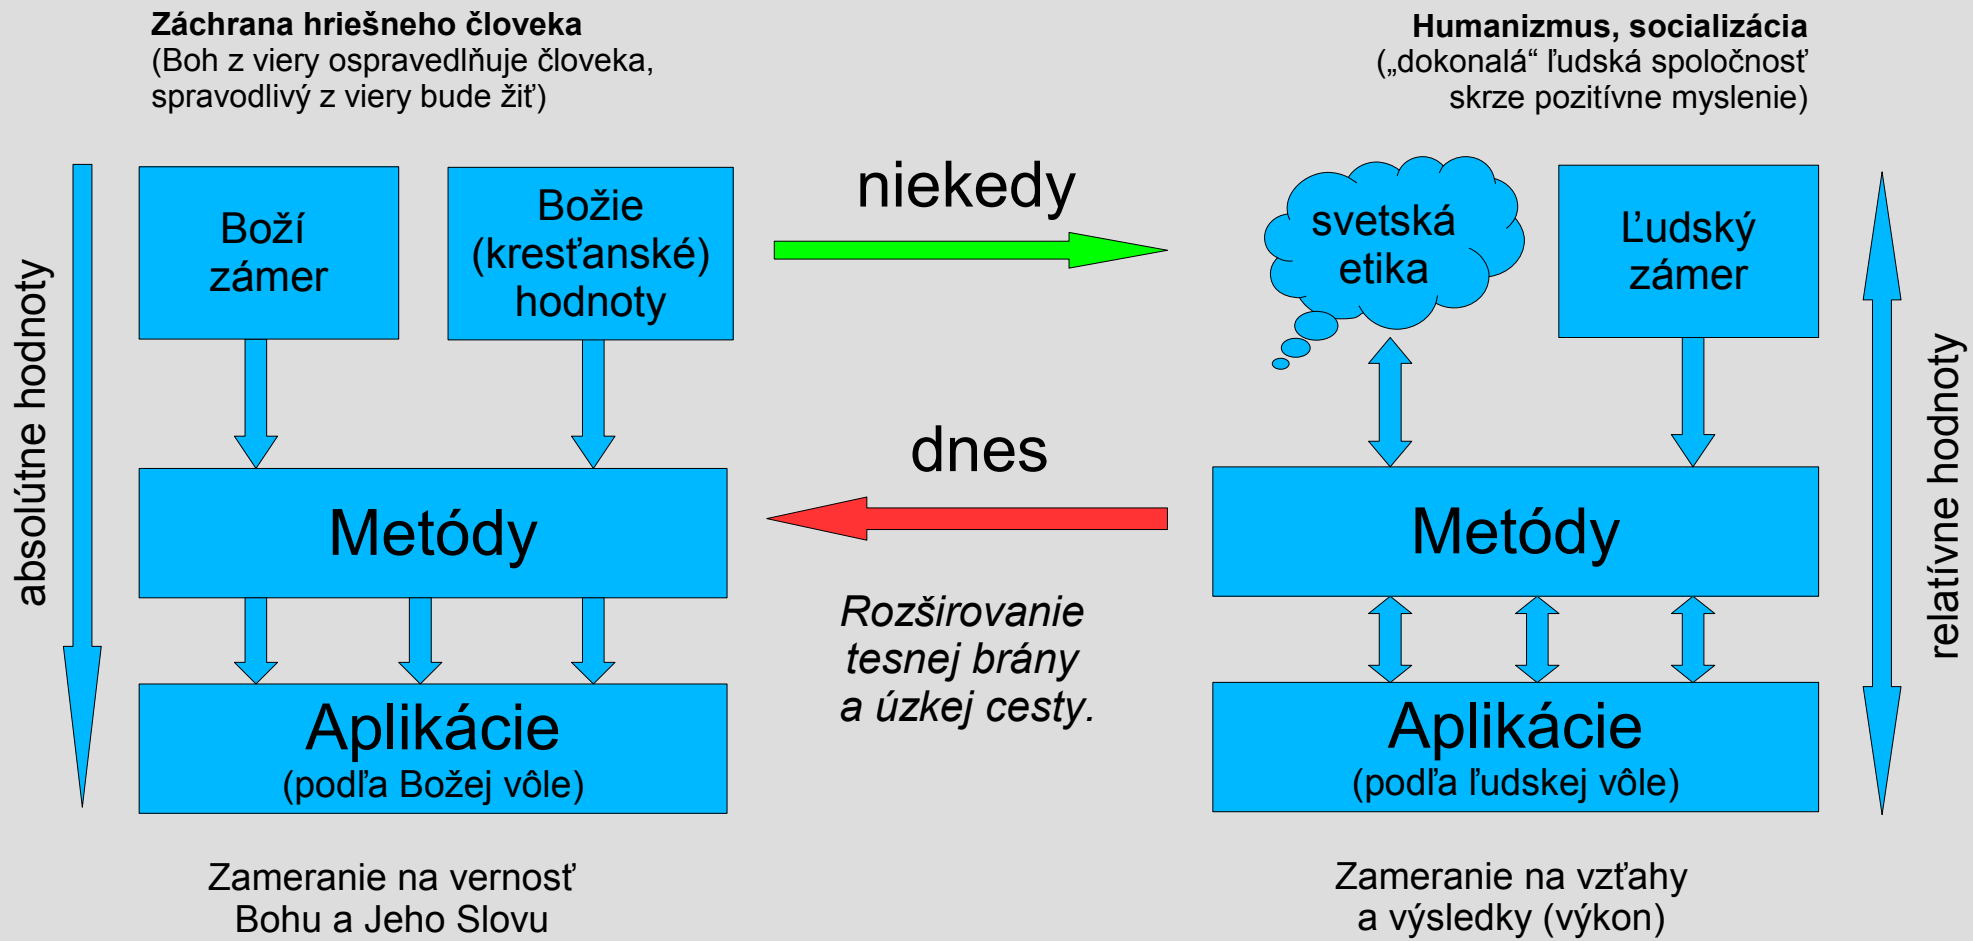 Záchrana hriešneho človeka
(Boh z viery ospravedlňuje človeka,
spravodlivý z viery bude žiť)
Humanizmus, socializácia
(„dokonalá“ ľudská spoločnosť
skrze pozitívne myslenie)
absolútne hodnoty
Boží
zámer
Božie
(kresťanské)
hodnoty
niekedy
svetská
etika
Ľudský
zámer
relatívne hodnoty
Metódy
dnes
Metódy
Rozširovanie
tesnej brány
a úzkej cesty.
Aplikácie
(podľa Božej vôle)
Aplikácie
(podľa ľudskej vôle)
Zameranie na vernosť
Bohu a Jeho Slovu
Zameranie na vzťahy
a výsledky (výkon)